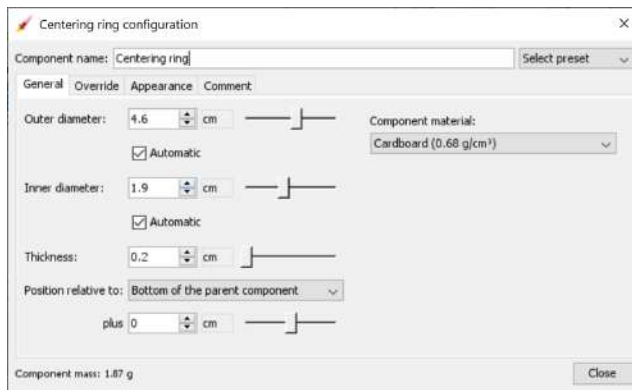 Centering ring configuration
Component name: Centering ring Select preset
General Override Appearance Comment
Outer diameter: 4.6 cm Component material:
Cardboard (0.68 g/cm³)
Automatic
Inner diameter: 1.9 cm
Automatic
Thickness: 0.2 cm
Position relative to: Bottom of the parent component
plus 0 cm
Component mass: 1.87 g Close